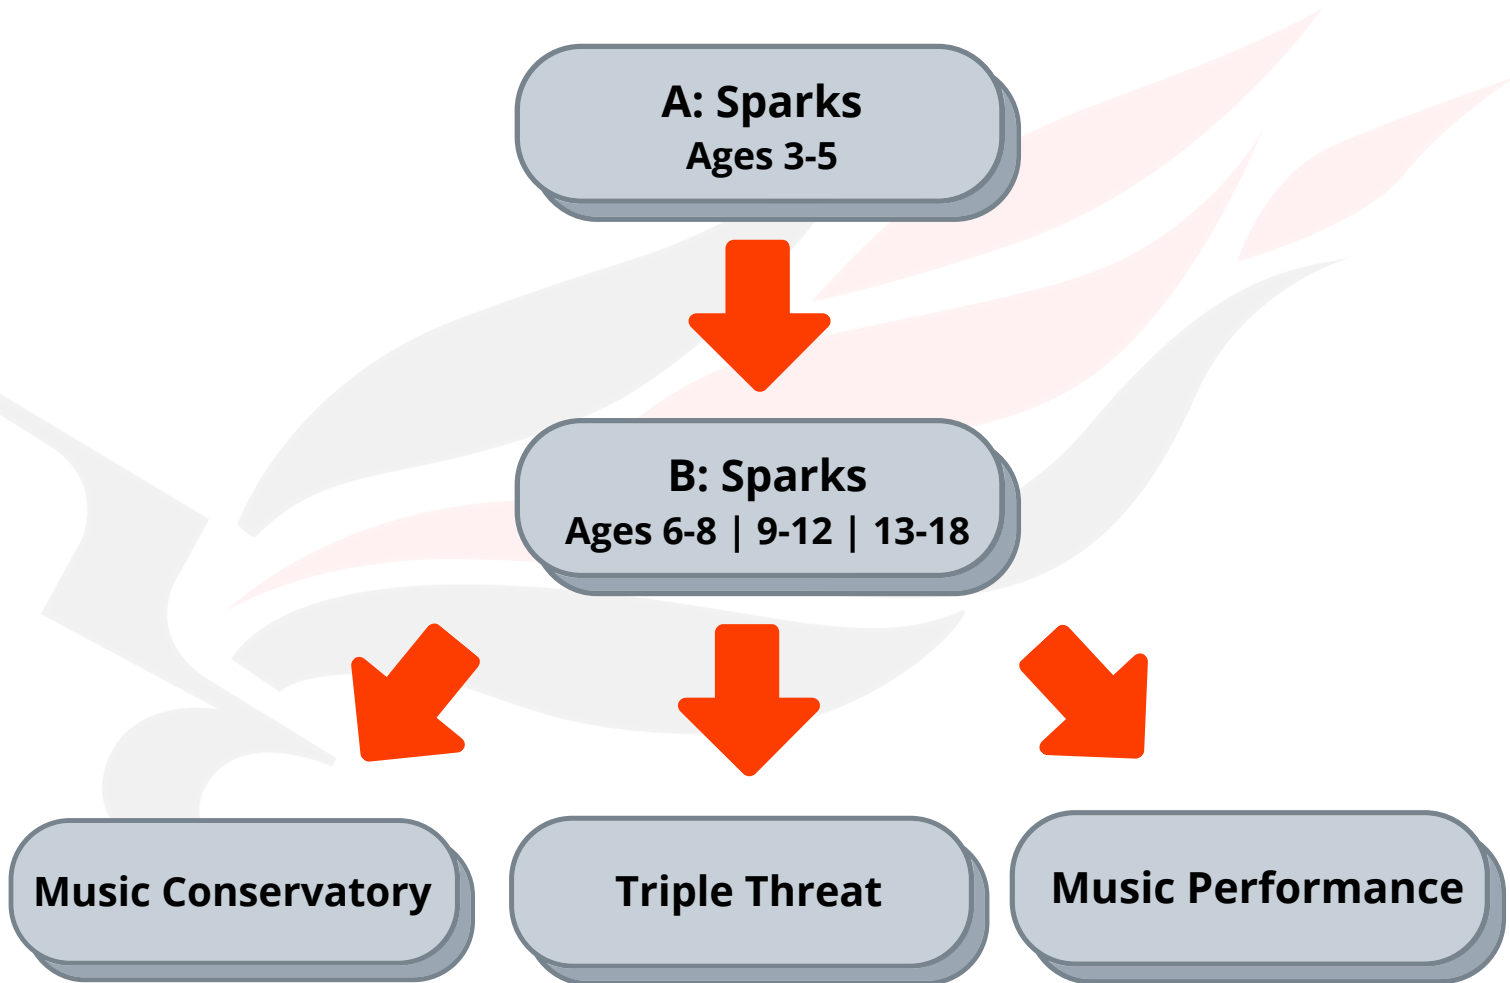 A: Sparks
Ages 3-5
B: Sparks
Ages 6-8 | 9-12 | 13-18
Music Conservatory
Triple Threat
Music Performance